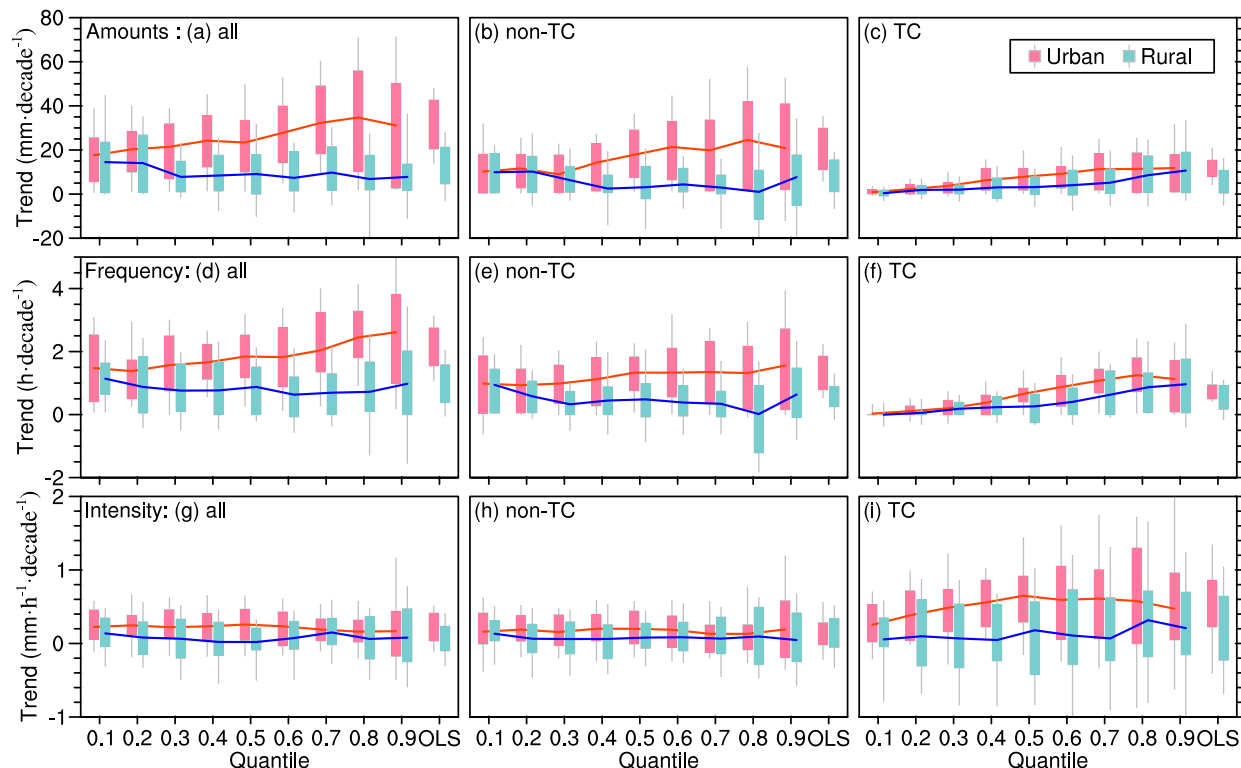 Amounts : (a) all
(b) non-TC
(c) TC
Urban Rural
Trend (mm·decade⁻¹)
80
60
40
20
0
-20
Frequency: (d) all
(e) non-TC
(f) TC
Trend (h·decade⁻¹)
4
2
0
-2
Intensity: (g) all
(h) non-TC
(i) TC
Trend (mm·h⁻¹·decade⁻¹)
2
1
0
-1
0.1 0.2 0.3 0.4 0.5 0.6 0.7 0.8 0.9 OLS
0.1 0.2 0.3 0.4 0.5 0.6 0.7 0.8 0.9 OLS
0.1 0.2 0.3 0.4 0.5 0.6 0.7 0.8 0.9 OLS
Quantile
Quantile
Quantile